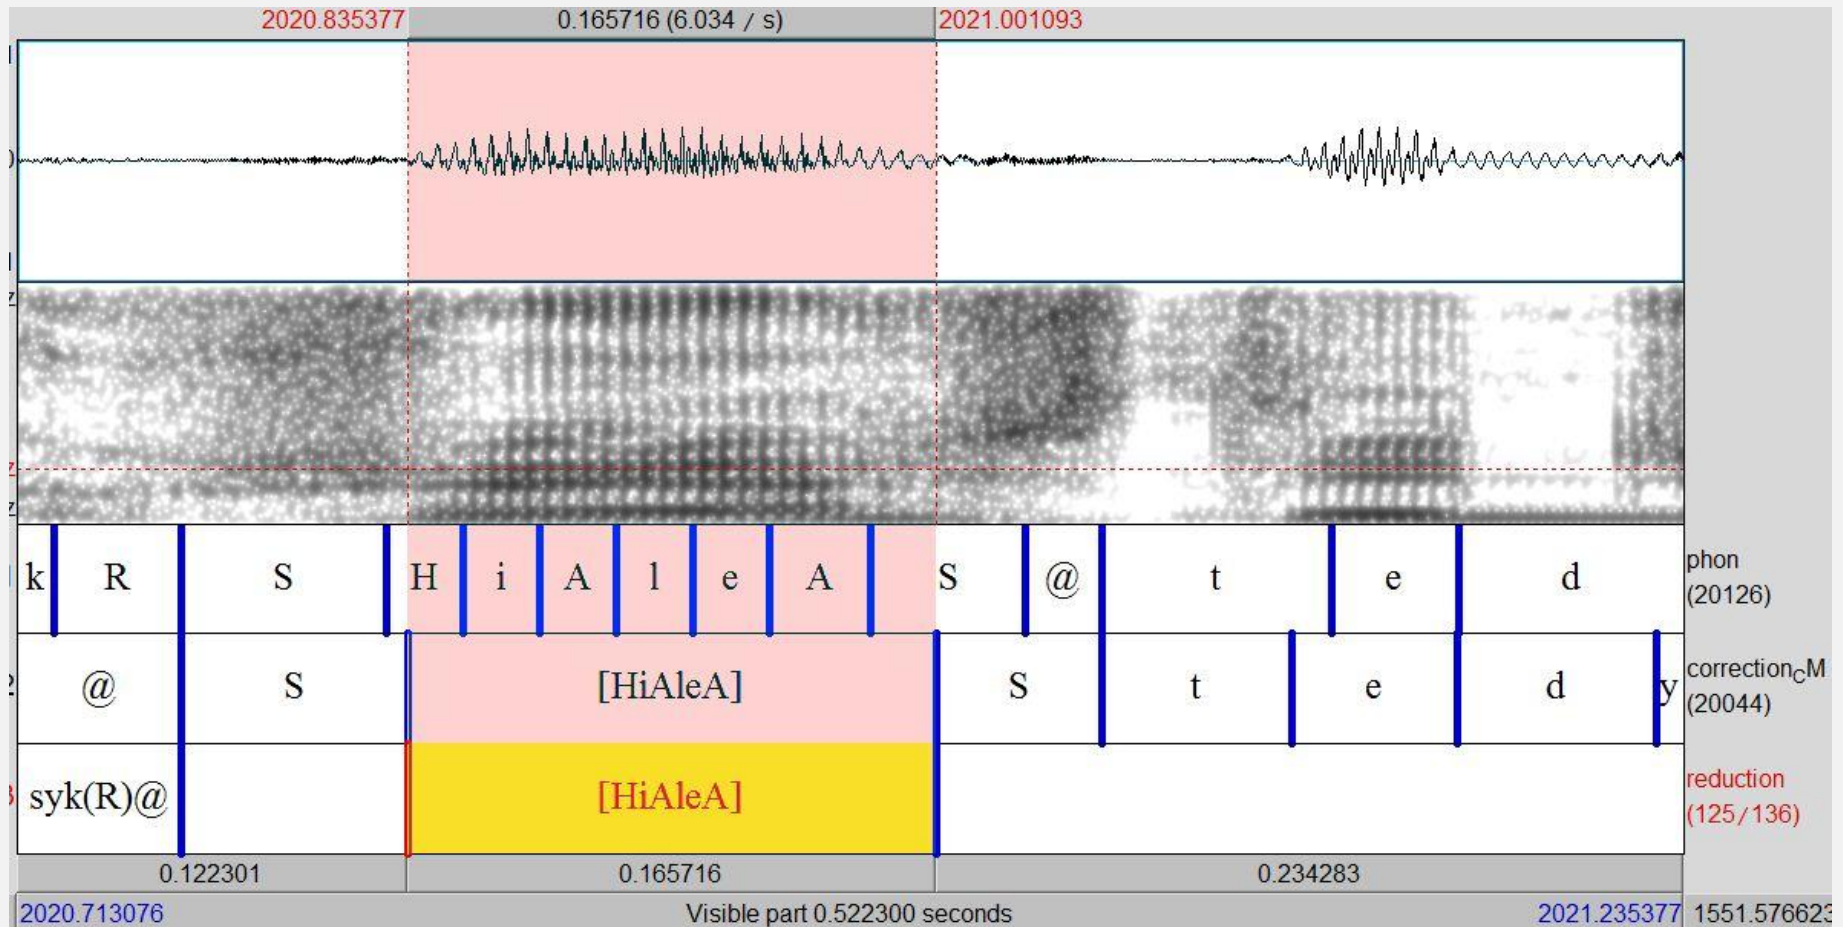 2020.835377 0.165716 (6.034 / s) 2021.001093
k R S H i A l e A S @ t e d phon
(20126)
@ S [HiAleA] S t e d y correction_CM
(20044)
syk(R)@ [HiAleA] reduction
(125/136)
0.122301 0.165716 0.234283
2020.713076 Visible part 0.522300 seconds 2021.235377 1551.576623